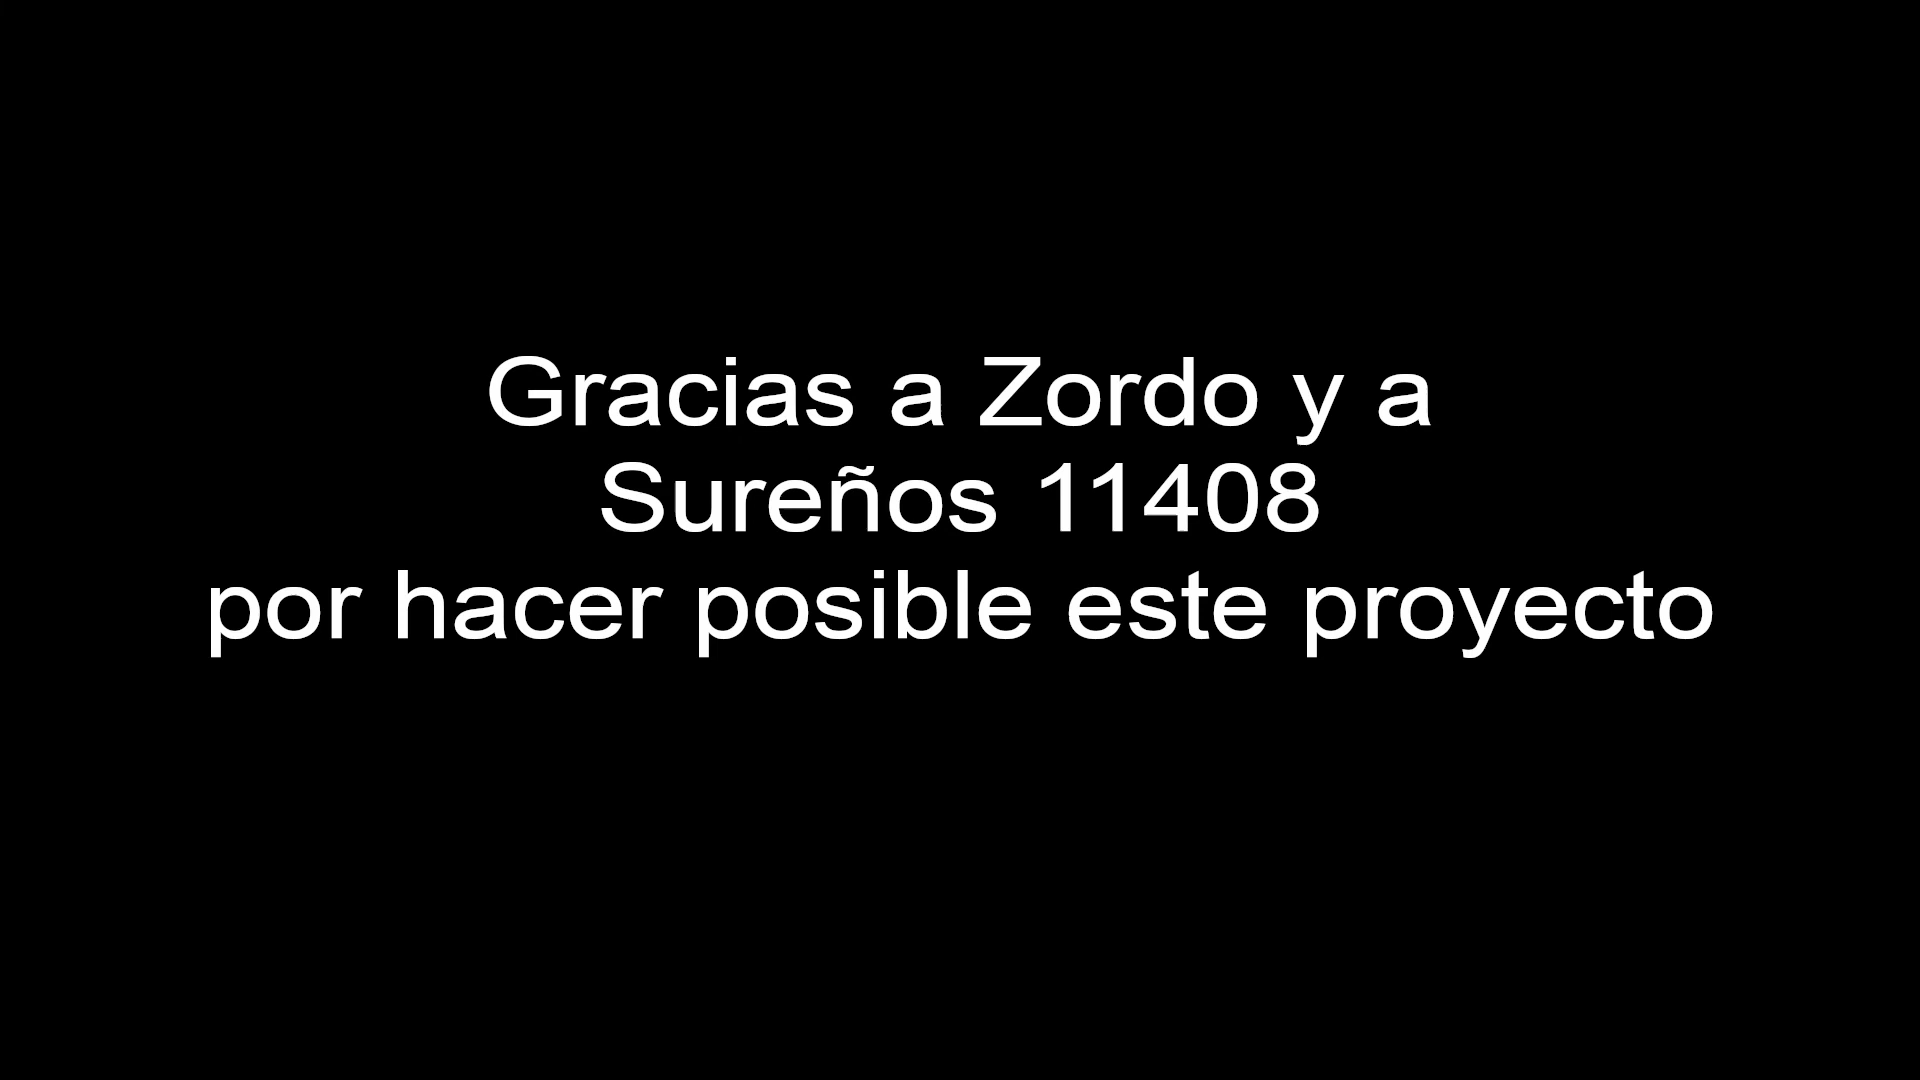 Gracias a Zordo y a
Sureños 11408
por hacer posible este proyecto